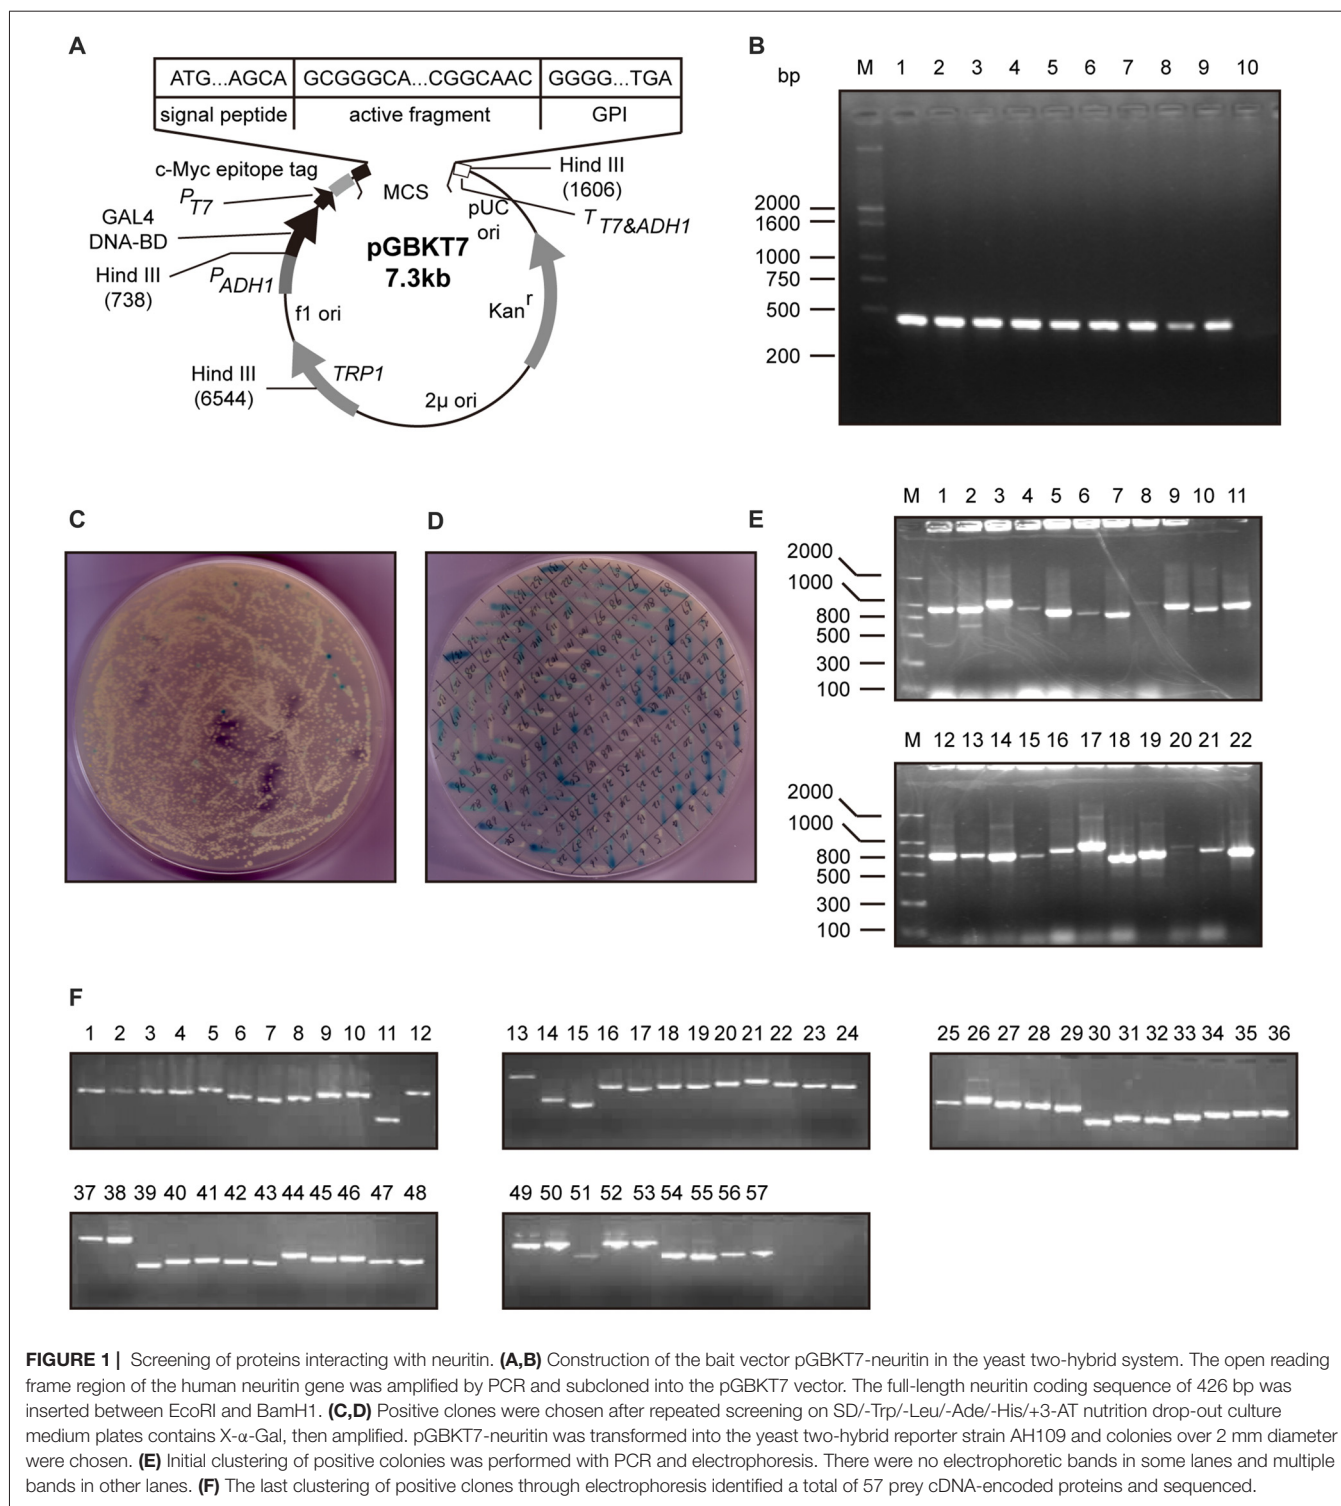 A
ATG...AGCA GCGGGCA...CGGCAAC GGGG...TGA
signal peptide active fragment GPI
c-Myc epitope tag
PT7
GAL4
DNA-BD
Hind III
(738)
PADH1
MCS
Hind III
(1606)
pUC
ori
T T7&ADH1
pGBKT7
7.3kb
Kanr
f1 ori
Hind III
(6544)
TRP1
2μ ori
B
bp
M 1 2 3 4 5 6 7 8 9 10
2000
1600
1000
750
500
200
C
D
E
M 1 2 3 4 5 6 7 8 9 10 11
2000
1000
800
500
300
100
M 12 13 14 15 16 17 18 19 20 21 22
2000
1000
800
500
300
100
F
1 2 3 4 5 6 7 8 9 10 11 12
13 14 15 16 17 18 19 20 21 22 23 24
25 26 27 28 29 30 31 32 33 34 35 36
37 38 39 40 41 42 43 44 45 46 47 48
49 50 51 52 53 54 55 56 57
FIGURE 1 | Screening of proteins interacting with neuritin. (A,B) Construction of the bait vector pGBKT7-neuritin in the yeast two-hybrid system. The open reading
frame region of the human neuritin gene was amplified by PCR and subcloned into the pGBKT7 vector. The full-length neuritin coding sequence of 426 bp was
inserted between EcoRI and BamH1. (C,D) Positive clones were chosen after repeated screening on SD/-Trp/-Leu/-Ade/-His/+3-AT nutrition drop-out culture
medium plates contains X-α-Gal, then amplified. pGBKT7-neuritin was transformed into the yeast two-hybrid reporter strain AH109 and colonies over 2 mm diameter
were chosen. (E) Initial clustering of positive colonies was performed with PCR and electrophoresis. There were no electrophoretic bands in some lanes and multiple
bands in other lanes. (F) The last clustering of positive clones through electrophoresis identified a total of 57 prey cDNA-encoded proteins and sequenced.